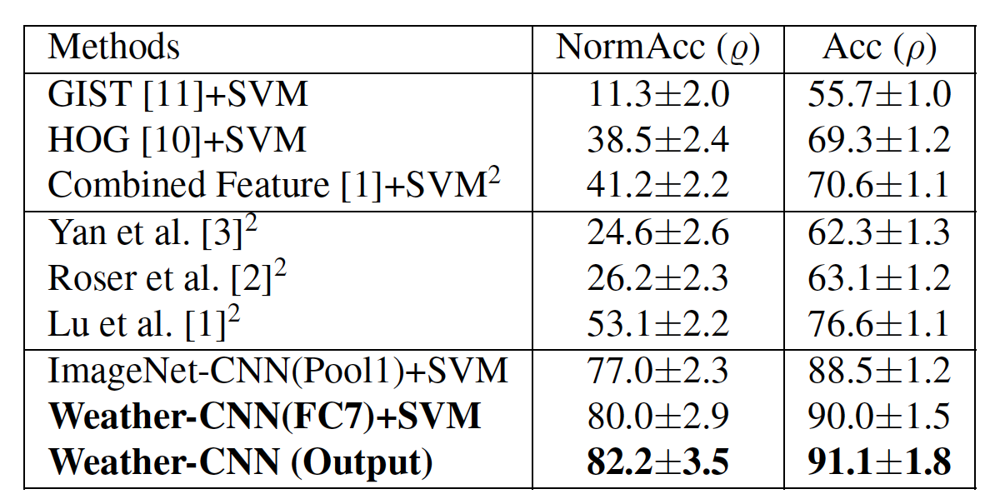 Methods NormAcc (ϱ) Acc (ρ)
GIST [11]+SVM 11.3±2.0 55.7±1.0
HOG [10]+SVM 38.5±2.4 69.3±1.2
Combined Feature [1]+SVM² 41.2±2.2 70.6±1.1
Yan et al. [3]² 24.6±2.6 62.3±1.3
Roser et al. [2]² 26.2±2.3 63.1±1.2
Lu et al. [1]² 53.1±2.2 76.6±1.1
ImageNet-CNN(Pool1)+SVM 77.0±2.3 88.5±1.2
Weather-CNN(FC7)+SVM 80.0±2.9 90.0±1.5
Weather-CNN (Output) 82.2±3.5 91.1±1.8